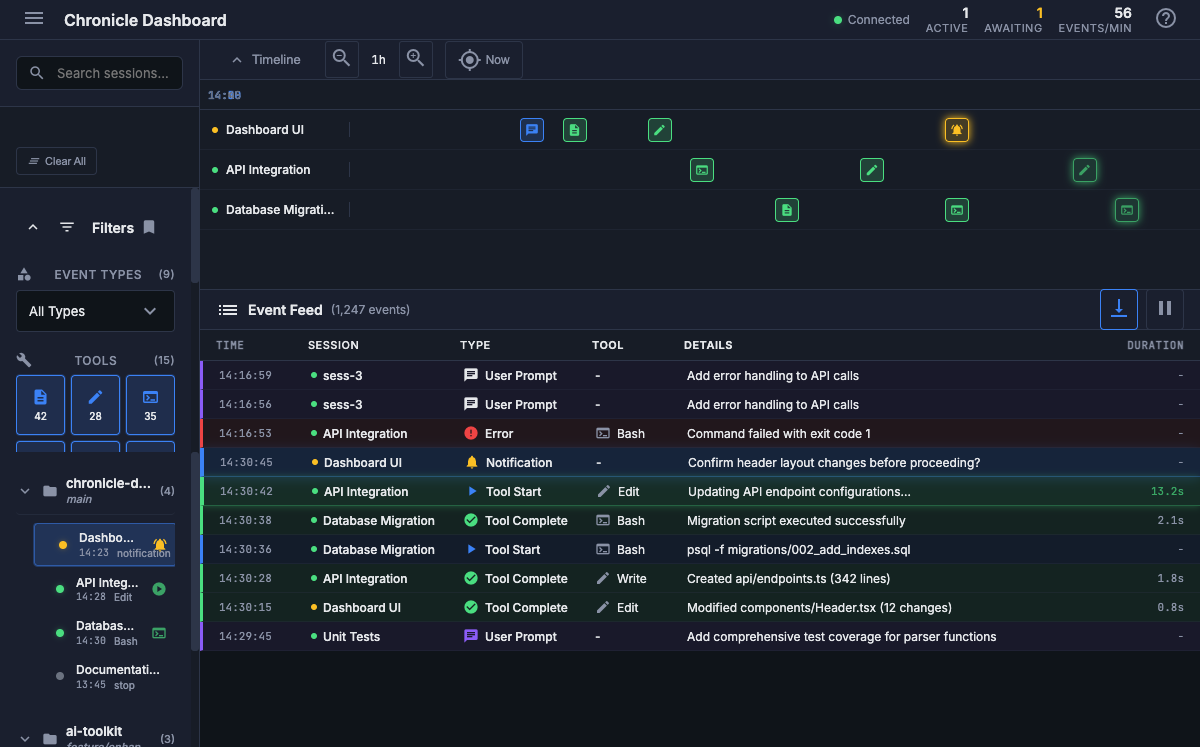 Chronicle Dashboard
Connected
1
ACTIVE
1
AWAITING
56
EVENTS/MIN
Search sessions...
Clear All
Filters
EVENT TYPES (9)
All Types
TOOLS (15)
42 28 35
chronicle-d... (4)
main
Dashbo...
14:23 notification
API Integ...
14:28 Edit
Databas...
14:30 Bash
Documentati...
13:45 stop
ai-toolkit (3)
Timeline 1h Now
Dashboard UI
API Integration
Database Migrati...
Event Feed (1,247 events)
TIME SESSION TYPE TOOL DETAILS DURATION
14:16:59 sess-3 User Prompt - Add error handling to API calls -
14:16:56 sess-3 User Prompt - Add error handling to API calls -
14:16:53 API Integration Error Bash Command failed with exit code 1 -
14:30:45 Dashboard UI Notification - Confirm header layout changes before proceeding? -
14:30:42 API Integration Tool Start Edit Updating API endpoint configurations... 13.2s
14:30:38 Database Migration Tool Complete Bash Migration script executed successfully 2.1s
14:30:36 Database Migration Tool Start Bash psql -f migrations/002_add_indexes.sql -
14:30:28 API Integration Tool Complete Write Created api/endpoints.ts (342 lines) 1.8s
14:30:15 Dashboard UI Tool Complete Edit Modified components/Header.tsx (12 changes) 0.8s
14:29:45 Unit Tests User Prompt - Add comprehensive test coverage for parser functions -